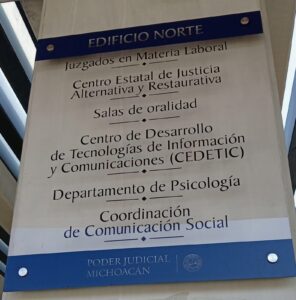 EDIFICIO NORTE
Juzgados en Materia Laboral
Centro Estatal de Justicia
Alternativa y Restaurativa
Salas de oralidad
Centro de Desarrollo
de Tecnologías de Información
y Comunicaciones (CEDETIC)
Departamento de Psicología
Coordinación
de Comunicación Social
PODER JUDICIAL
MICHOACÁN